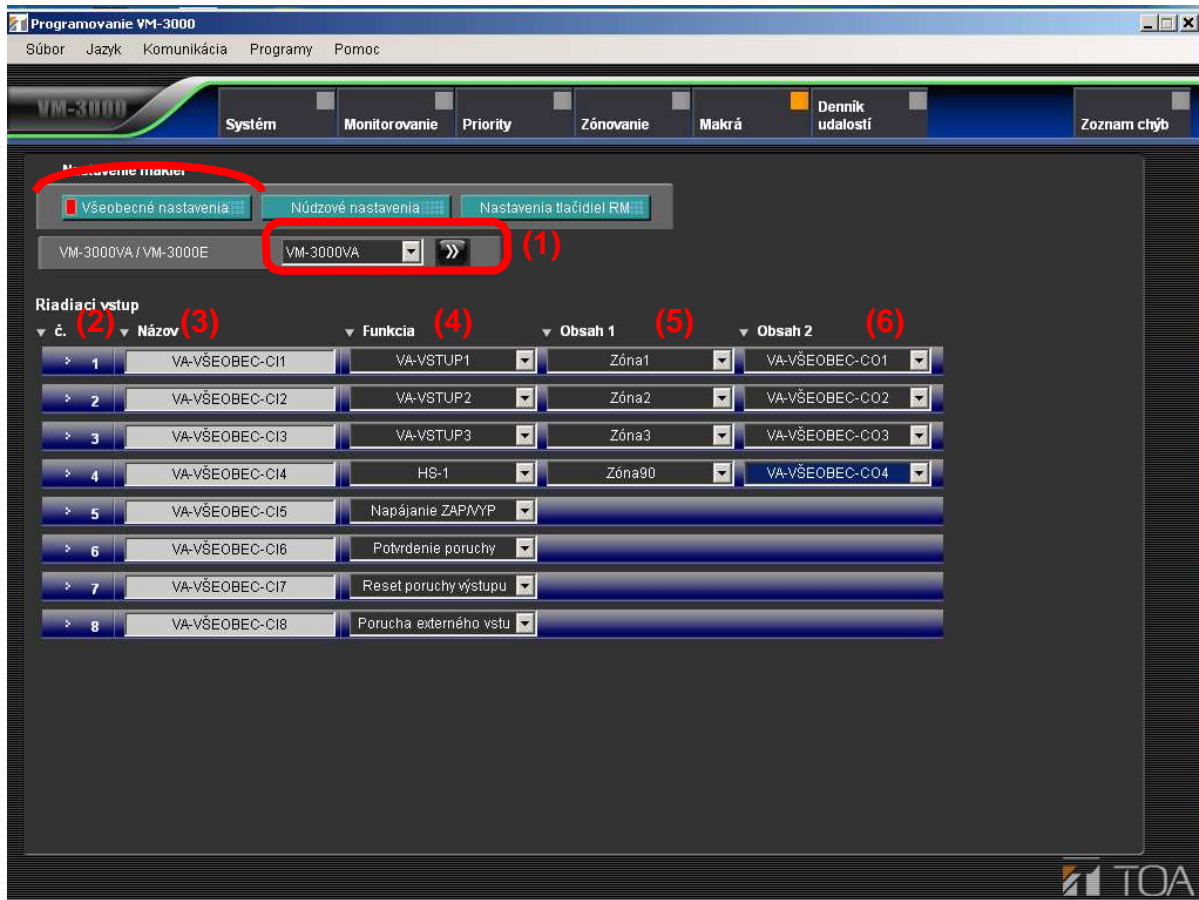 Programovanie VM-3000
Súbor Jazyk Komunikácia Programy Pomoc
VM-3000 Systém Monitorovanie Priority Zónovanie Makrá Denník udalostí Zoznam chýb
Nastavenie makier
Všeobecné nastavenia Núdzové nastavenia Nastavenia tlačidiel RM
VM-3000VA / VM-3000E VM-3000VA (1)
Riadiaci vstup
č. (2) Názov (3) Funkcia (4) Obsah 1 (5) Obsah 2 (6)
1 VA-VŠEOBEC-CI1 VA-VSTUP1 Zóna1 VA-VŠEOBEC-CO1
2 VA-VŠEOBEC-CI2 VA-VSTUP2 Zóna2 VA-VŠEOBEC-CO2
3 VA-VŠEOBEC-CI3 VA-VSTUP3 Zóna3 VA-VŠEOBEC-CO3
4 VA-VŠEOBEC-CI4 HS-1 Zóna90 VA-VŠEOBEC-CO4
5 VA-VŠEOBEC-CI5 Napájanie ZAP/VYP
6 VA-VŠEOBEC-CI6 Potvrdenie poruchy
7 VA-VŠEOBEC-CI7 Reset poruchy výstupu
8 VA-VŠEOBEC-CI8 Porucha externého vstu
TOA